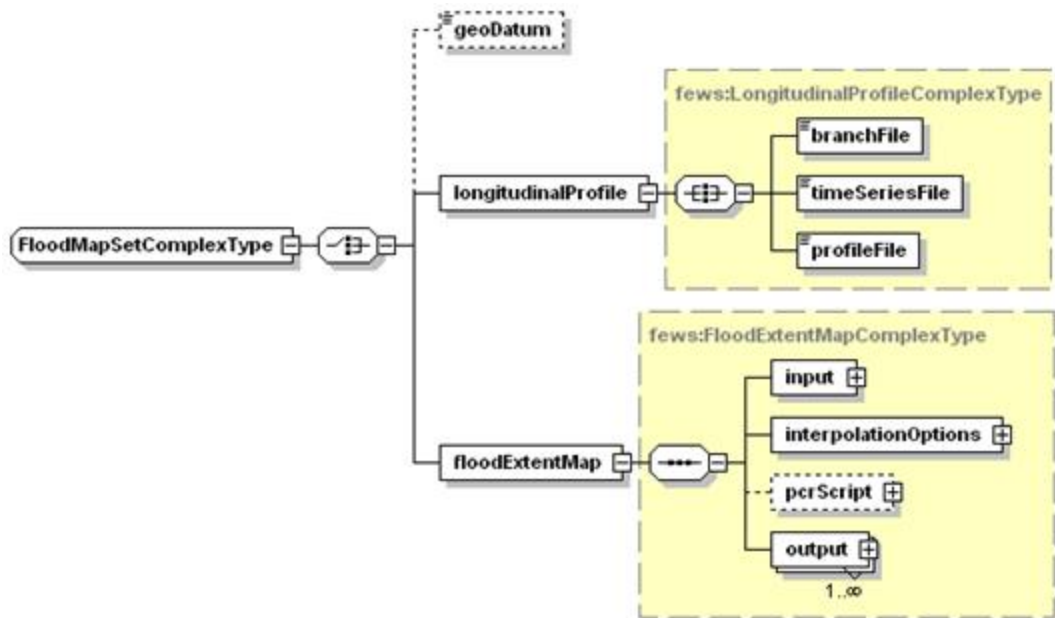 geoDatum
fews:LongitudinalProfileComplexType
branchFile
longitudinalProfile
timeSeriesFile
FloodMapSetComplexType
profileFile
fews:FloodExtentMapComplexType
input
interpolationOptions
floodExtentMap
pcrScript
output
1..∞